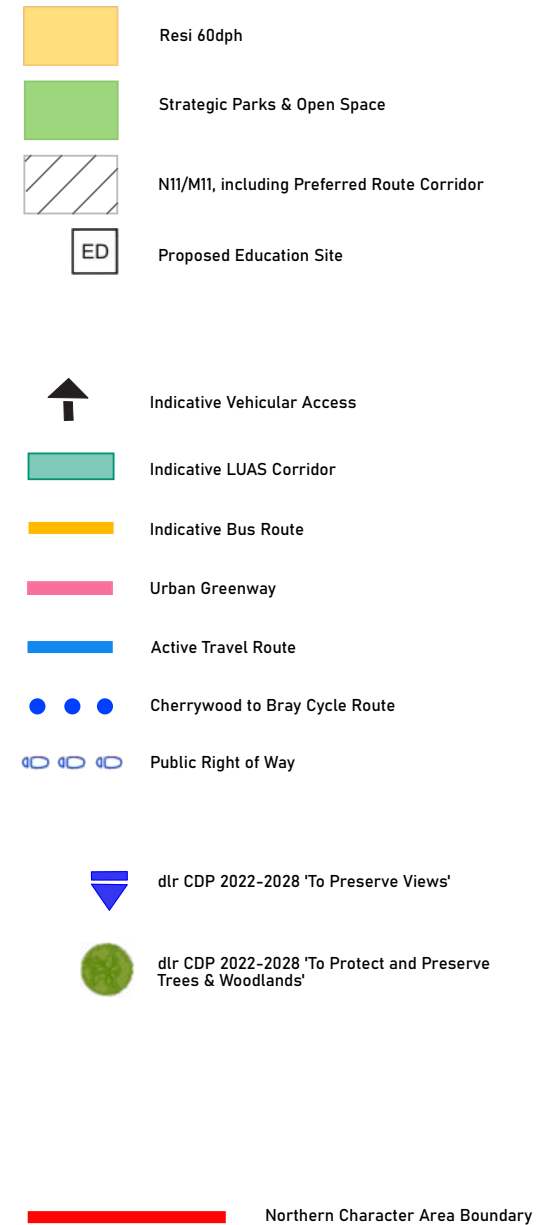 Resi 60dph
Strategic Parks & Open Space
N11/M11, including Preferred Route Corridor
ED
Proposed Education Site
Indicative Vehicular Access
Indicative LUAS Corridor
Indicative Bus Route
Urban Greenway
Active Travel Route
Cherrywood to Bray Cycle Route
Public Right of Way
dlr CDP 2022-2028 'To Preserve Views'
dlr CDP 2022-2028 'To Protect and Preserve
Trees & Woodlands'
Northern Character Area Boundary